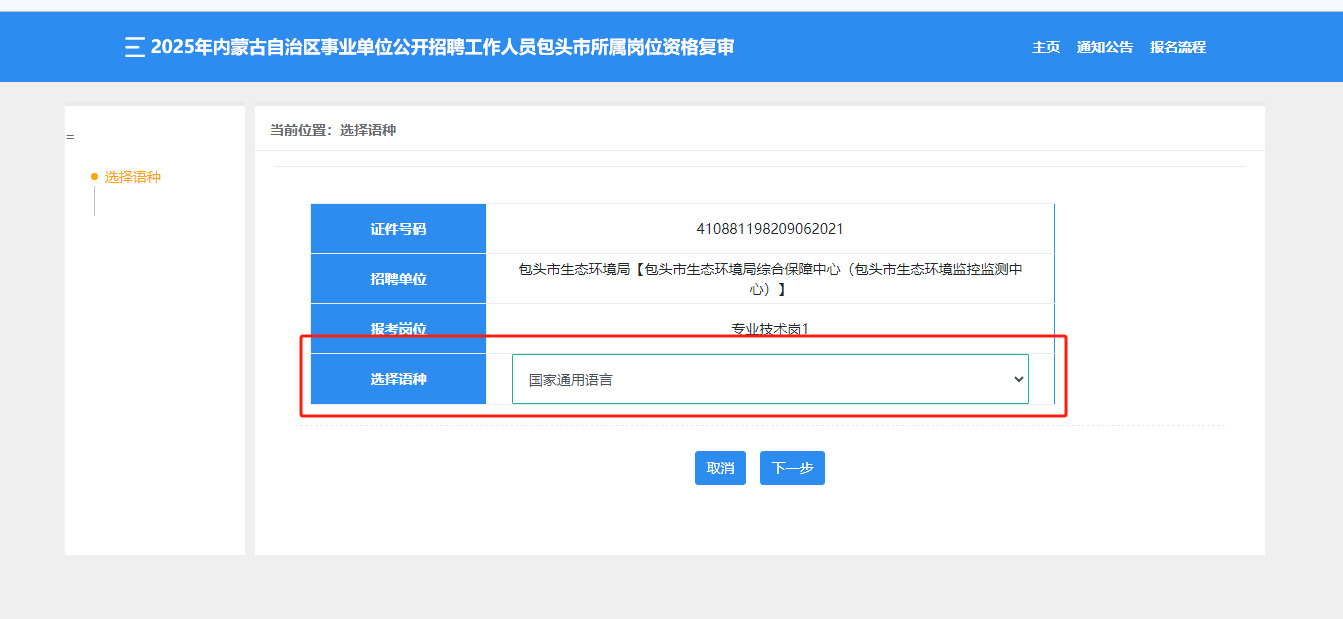 三 2025年内蒙古自治区事业单位公开招聘工作人员包头市所属岗位资格复审
主页 通知公告 报名流程
=
选择语种
当前位置：选择语种
证件号码 410881198209062021
招聘单位 包头市生态环境局【包头市生态环境局综合保障中心（包头市生态环境监控监测中
心）】
报考岗位 专业技术岗1
选择语种 国家通用语言
取消 下一步